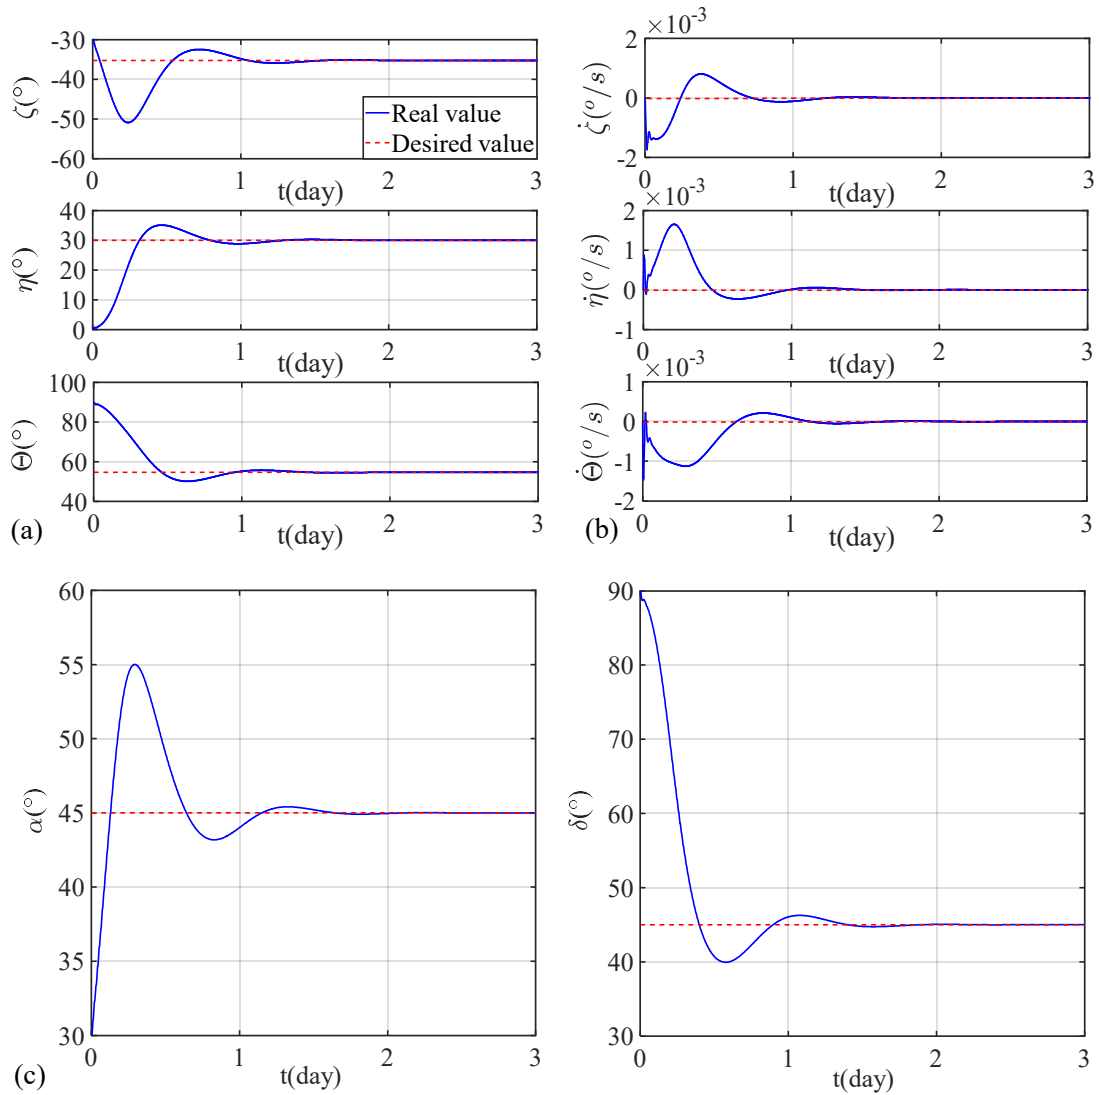 -30
-40
-50
-60
ζ(°)
Real value
Desired value
0 1 2 3
t(day)
×10⁻³
2
0
-2
ζ̇(°/s)
0 1 2 3
t(day)
40
30
20
10
0
η(°)
0 1 2 3
t(day)
×10⁻³
2
1
0
-1
η̇(°/s)
0 1 2 3
t(day)
100
80
60
40
Θ(°)
0 1 2 3
t(day)
(a)
×10⁻³
1
0
-1
-2
Θ̇(°/s)
0 1 2 3
t(day)
(b)
60
55
50
45
40
35
30
α(°)
0 1 2 3
t(day)
(c)
90
80
70
60
50
40
30
δ(°)
0 1 2 3
t(day)